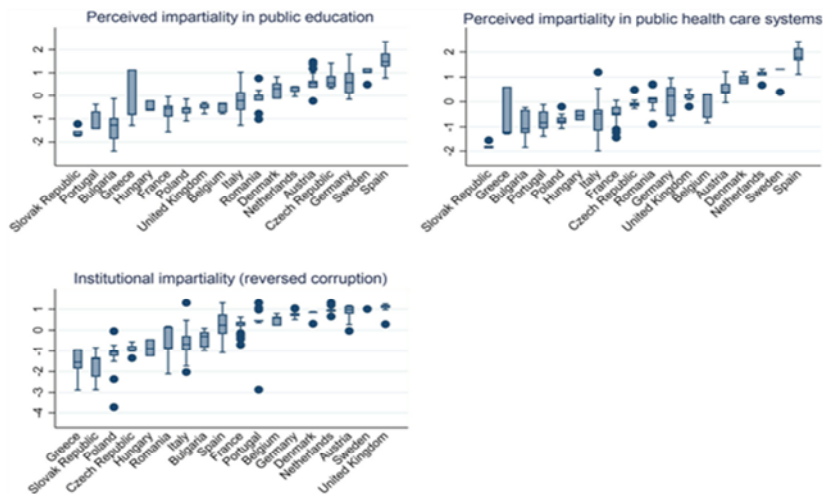 Perceived impartiality in public education
2
1
0
-1
-2
Slovak Republic
Portugal
Bulgaria
Greece
Hungary
France
Poland
United Kingdom
Belgium
Italy
Romania
Denmark
Netherlands
Austria
Czech Republic
Germany
Sweden
Spain
Perceived impartiality in public health care systems
2
1
0
-1
-2
Slovak Republic
Greece
Bulgaria
Portugal
Poland
Hungary
Italy
France
Czech Republic
Romania
Germany
United Kingdom
Belgium
Austria
Denmark
Netherlands
Sweden
Spain
Institutional impartiality (reversed corruption)
1
0
-1
-2
-3
-4
Greece
Slovak Republic
Poland
Czech Republic
Hungary
Romania
Italy
Bulgaria
Spain
France
Portugal
Belgium
Germany
Denmark
Netherlands
Austria
Sweden
United Kingdom